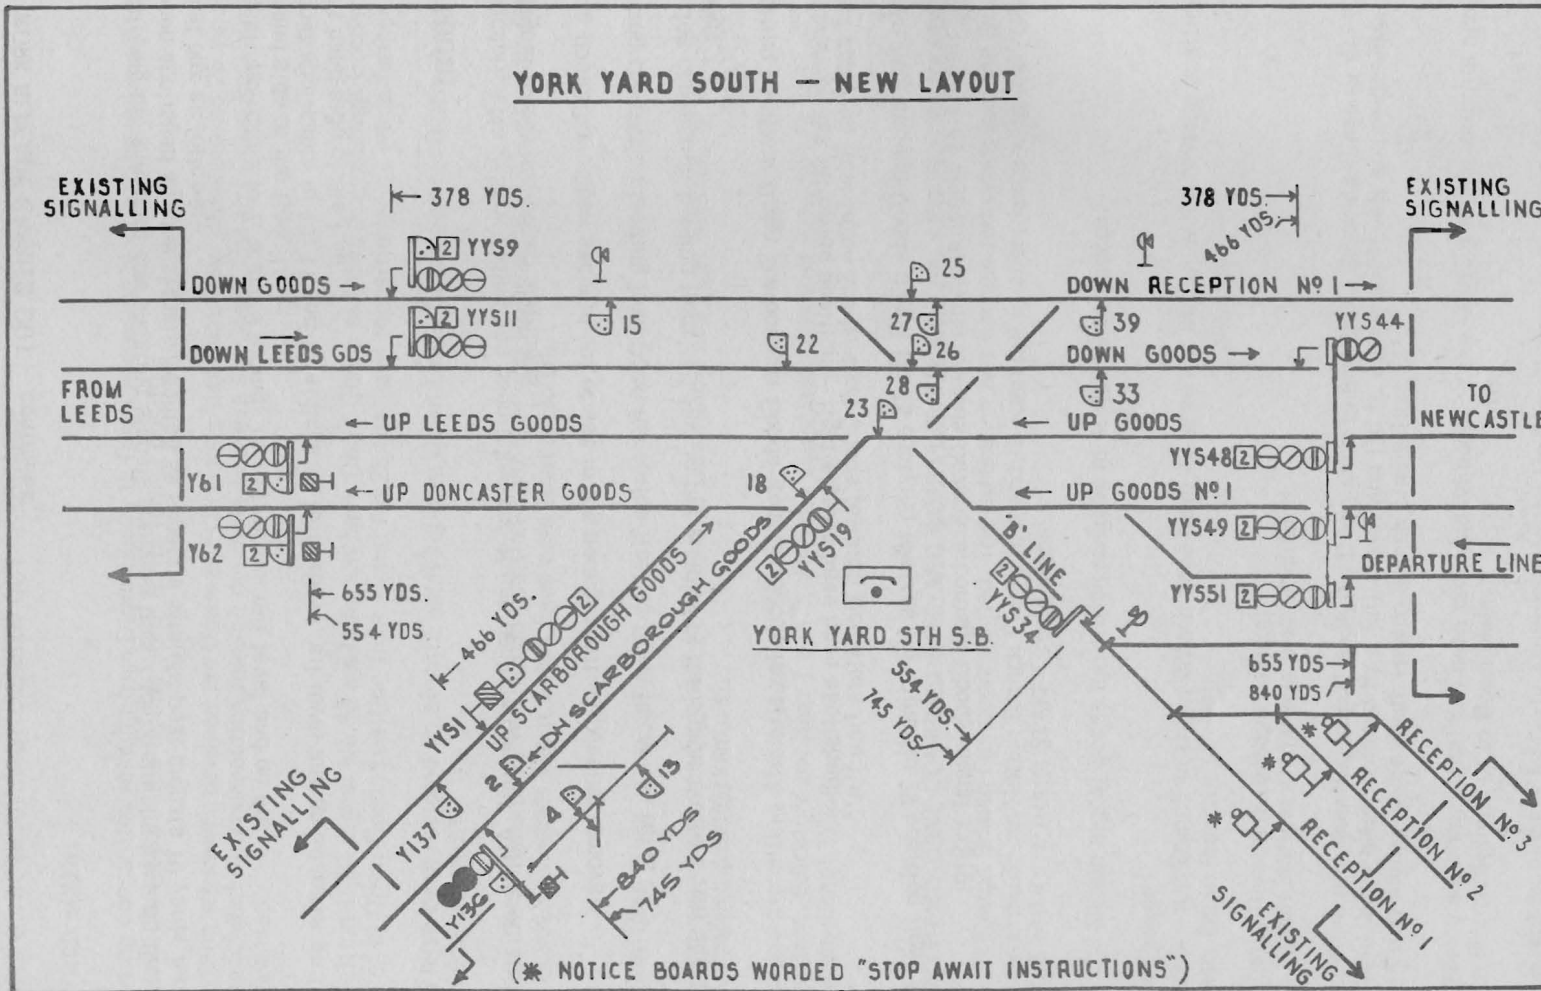 YORK YARD SOUTH — NEW LAYOUT
EXISTING
SIGNALLING
378 YDS.
378 YDS.
466 YDS.
EXISTING
SIGNALLING
2 YYS9
DOWN GOODS →
25
DOWN RECEPTION Nº 1 →
2 YYS11
15
27
39
YYS44
DOWN LEEDS GDS
22
26
DOWN GOODS →
FROM
LEEDS
28
33
TO
NEWCASTLE
23
← UP LEEDS GOODS
← UP GOODS
Y61 2
YYS48 2
← UP DONCASTER GOODS
18
← UP GOODS Nº 1
Y62 2
2 YYS19
'B' LINE
YYS49 2
DEPARTURE LINE
655 YDS.
554 YDS.
466 YDS.
2
2 YYS34
YYS51 2
YORK YARD STH S.B.
YYS1
UP SCARBOROUGH GOODS →
← DN SCARBOROUGH GOODS
554 YDS.
745 YDS.
655 YDS
840 YDS
2
13
4
Y137
EXISTING
SIGNALLING
Y136
840 YDS
745 YDS
✱
✱
✱
RECEPTION Nº 3
RECEPTION Nº 2
RECEPTION Nº 1
EXISTING
SIGNALLING
(✱ NOTICE BOARDS WORDED "STOP AWAIT INSTRUCTIONS")